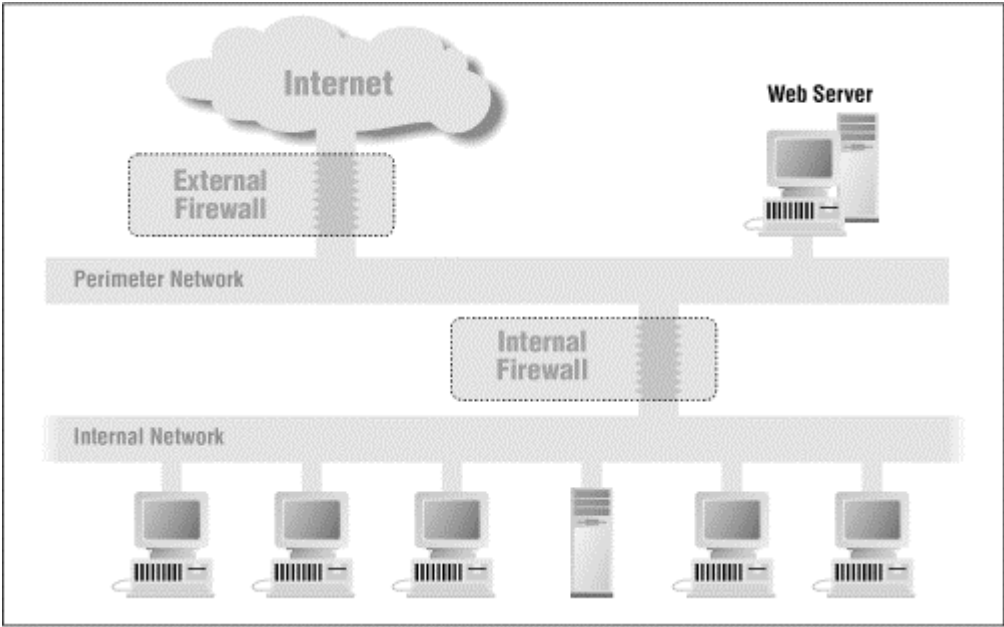 Internet
Web Server
External
Firewall
Perimeter Network
Internal
Firewall
Internal Network